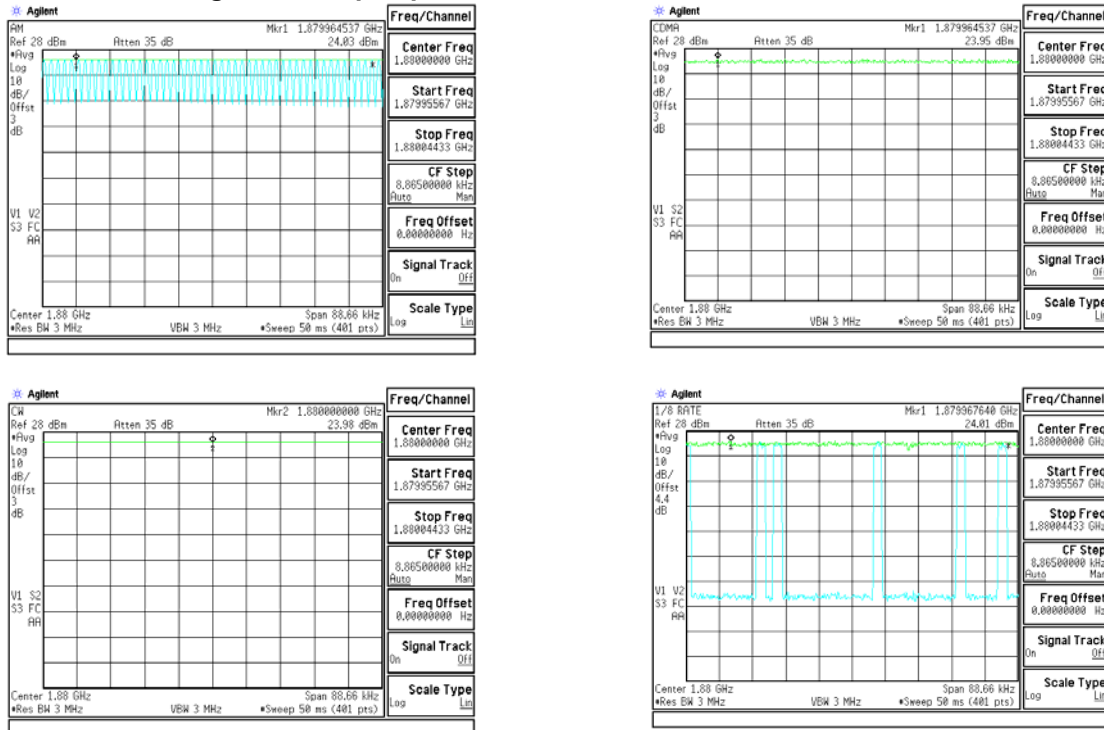 Agilent
Freq/Channel
AM
Mkr1 1.879964537 GHz
Ref 28 dBm
Atten 35 dB
24.03 dBm
#Avg
Log
10
dB/
Offst
3
dB
V1 V2
S3 FC
AA
Center 1.88 GHz
Span 88.66 kHz
#Res BW 3 MHz
VBW 3 MHz
#Sweep 50 ms (401 pts)
Center Freq
1.88000000 GHz
Start Freq
1.87995567 GHz
Stop Freq
1.88004433 GHz
CF Step
8.86500000 kHz
Auto Man
Freq Offset
0.00000000 Hz
Signal Track
On Off
Scale Type
Log Lin
Agilent
Freq/Channel
CDMA
Mkr1 1.879964537 GHz
Ref 28 dBm
Atten 35 dB
23.95 dBm
#Avg
Log
10
dB/
Offst
3
dB
V1 S2
S3 FC
AA
Center 1.88 GHz
Span 88.66 kHz
#Res BW 3 MHz
VBW 3 MHz
#Sweep 50 ms (401 pts)
Center Freq
1.88000000 GHz
Start Freq
1.87995567 GHz
Stop Freq
1.88004433 GHz
CF Step
8.86500000 kHz
Auto Man
Freq Offset
0.00000000 Hz
Signal Track
On Off
Scale Type
Log Lin
Agilent
Freq/Channel
CW
Mkr2 1.880000000 GHz
Ref 28 dBm
Atten 35 dB
23.98 dBm
#Avg
Log
10
dB/
Offst
3
dB
V1 S2
S3 FC
AA
Center 1.88 GHz
Span 88.66 kHz
#Res BW 3 MHz
VBW 3 MHz
#Sweep 50 ms (401 pts)
Center Freq
1.88000000 GHz
Start Freq
1.87995567 GHz
Stop Freq
1.88004433 GHz
CF Step
8.86500000 kHz
Auto Man
Freq Offset
0.00000000 Hz
Signal Track
On Off
Scale Type
Log Lin
Agilent
Freq/Channel
1/8 RATE
Mkr1 1.879967640 GHz
Ref 28 dBm
Atten 35 dB
24.01 dBm
#Avg
Log
10
dB/
Offst
4.4
dB
V1 V2
S3 FC
AA
Center 1.88 GHz
Span 88.66 kHz
#Res BW 3 MHz
VBW 3 MHz
#Sweep 50 ms (401 pts)
Center Freq
1.88000000 GHz
Start Freq
1.87995567 GHz
Stop Freq
1.88004433 GHz
CF Step
8.86500000 kHz
Auto Man
Freq Offset
0.00000000 Hz
Signal Track
On Off
Scale Type
Log Lin